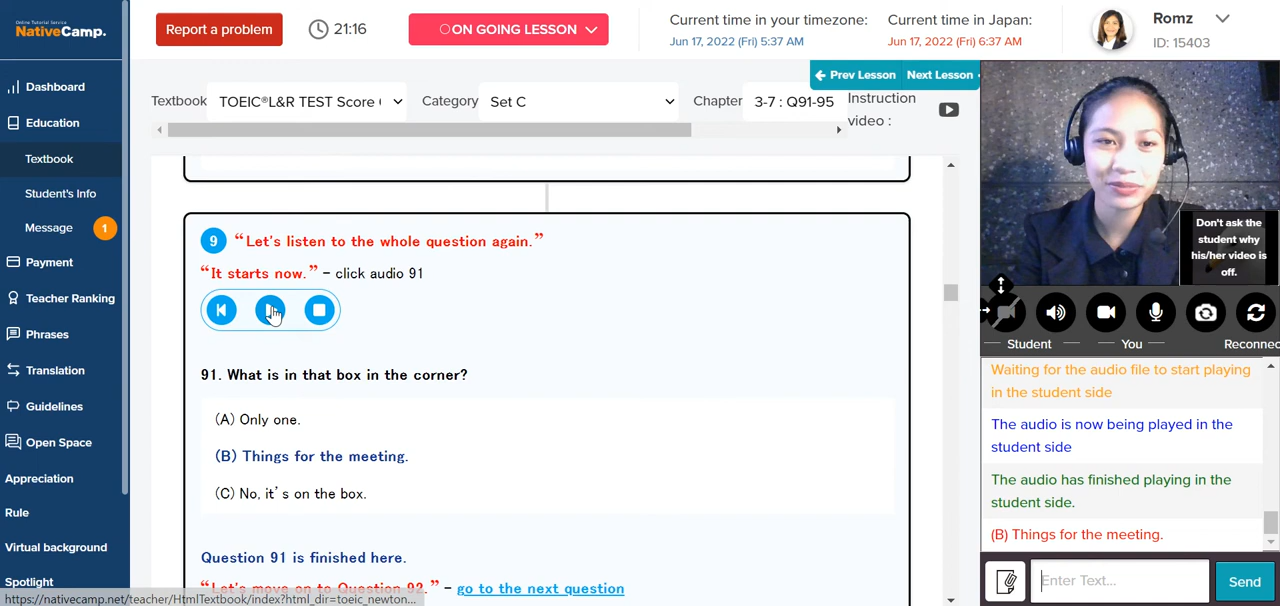 Online Tutorial Service
NativeCamp.
Report a problem
21:16
ON GOING LESSON
Current time in your timezone:
Jun 17, 2022 (Fri) 5:37 AM
Current time in Japan:
Jun 17, 2022 (Fri) 6:37 AM
Romz
ID: 15403
Dashboard
Education
Textbook
Student's Info
Message
1
Payment
Teacher Ranking
Phrases
Translation
Guidelines
Open Space
Appreciation
Rule
Virtual background
Spotlight
Prev Lesson
Next Lesson
Textbook
TOEIC®L&R TEST Score
Category
Set C
Chapter
3-7 : Q91-95
Instruction
video :
9 "Let's listen to the whole question again."
"It starts now." - click audio 91
91. What is in that box in the corner?
(A) Only one.
(B) Things for the meeting.
(C) No, it's on the box.
Question 91 is finished here.
"Let's move on to Question 92." - go to the next question
https://nativecamp.net/teacher/HtmlTextbook/index?html_dir=toeic_newton...
Don't ask the
student why
his/her video is
off.
Student
You
Reconnec
Waiting for the audio file to start playing
in the student side
The audio is now being played in the
student side
The audio has finished playing in the
student side.
(B) Things for the meeting.
Enter Text...
Send